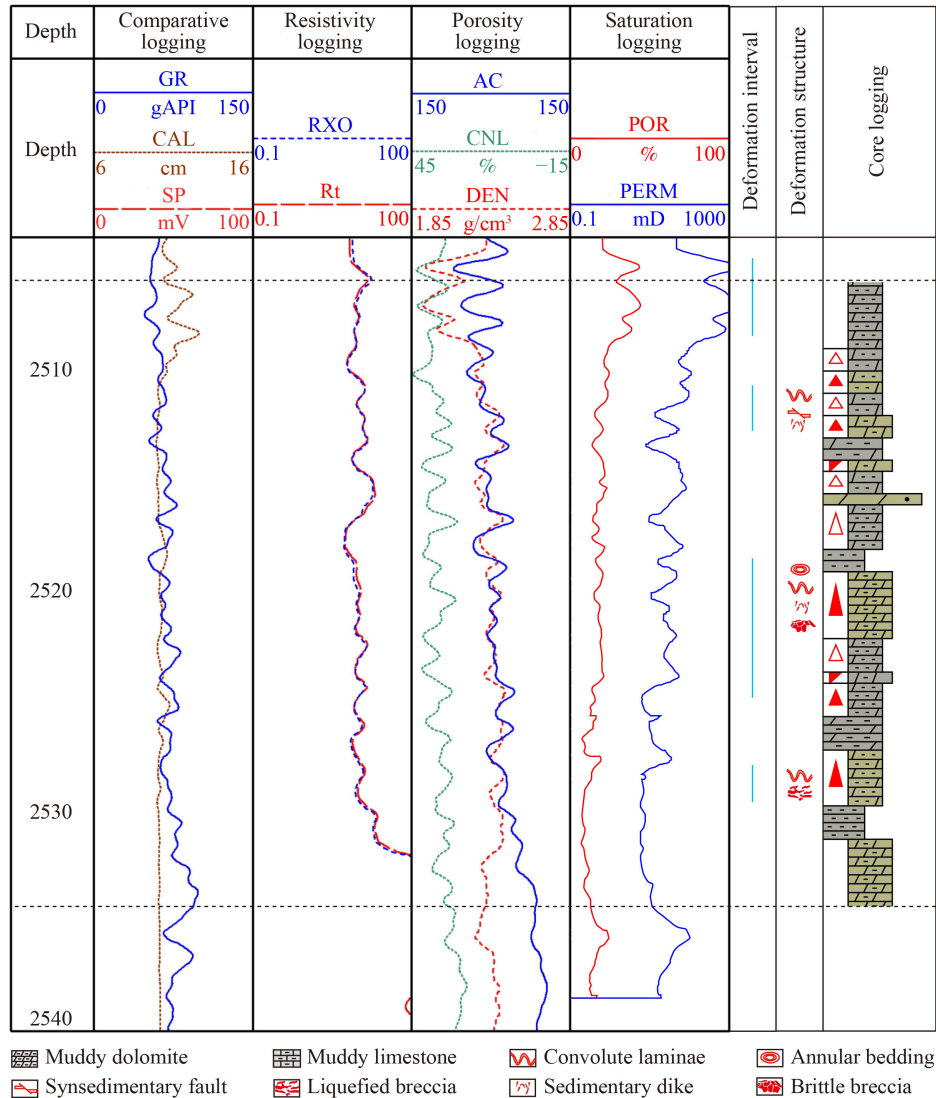 Depth
Comparative
logging
Resistivity
logging
Porosity
logging
Saturation
logging
Deformation interval
Deformation structure
Core logging
Depth
GR
0 gAPI 150
CAL
6 cm 16
SP
0 mV 100
RXO
0.1 100
Rt
0.1 100
AC
150 150
CNL
45 % −15
DEN
1.85 g/cm³ 2.85
POR
0 % 100
PERM
0.1 mD 1000
2510
2520
2530
2540
Muddy dolomite Muddy limestone Convolute laminae Annular bedding
Synsedimentary fault Liquefied breccia Sedimentary dike Brittle breccia